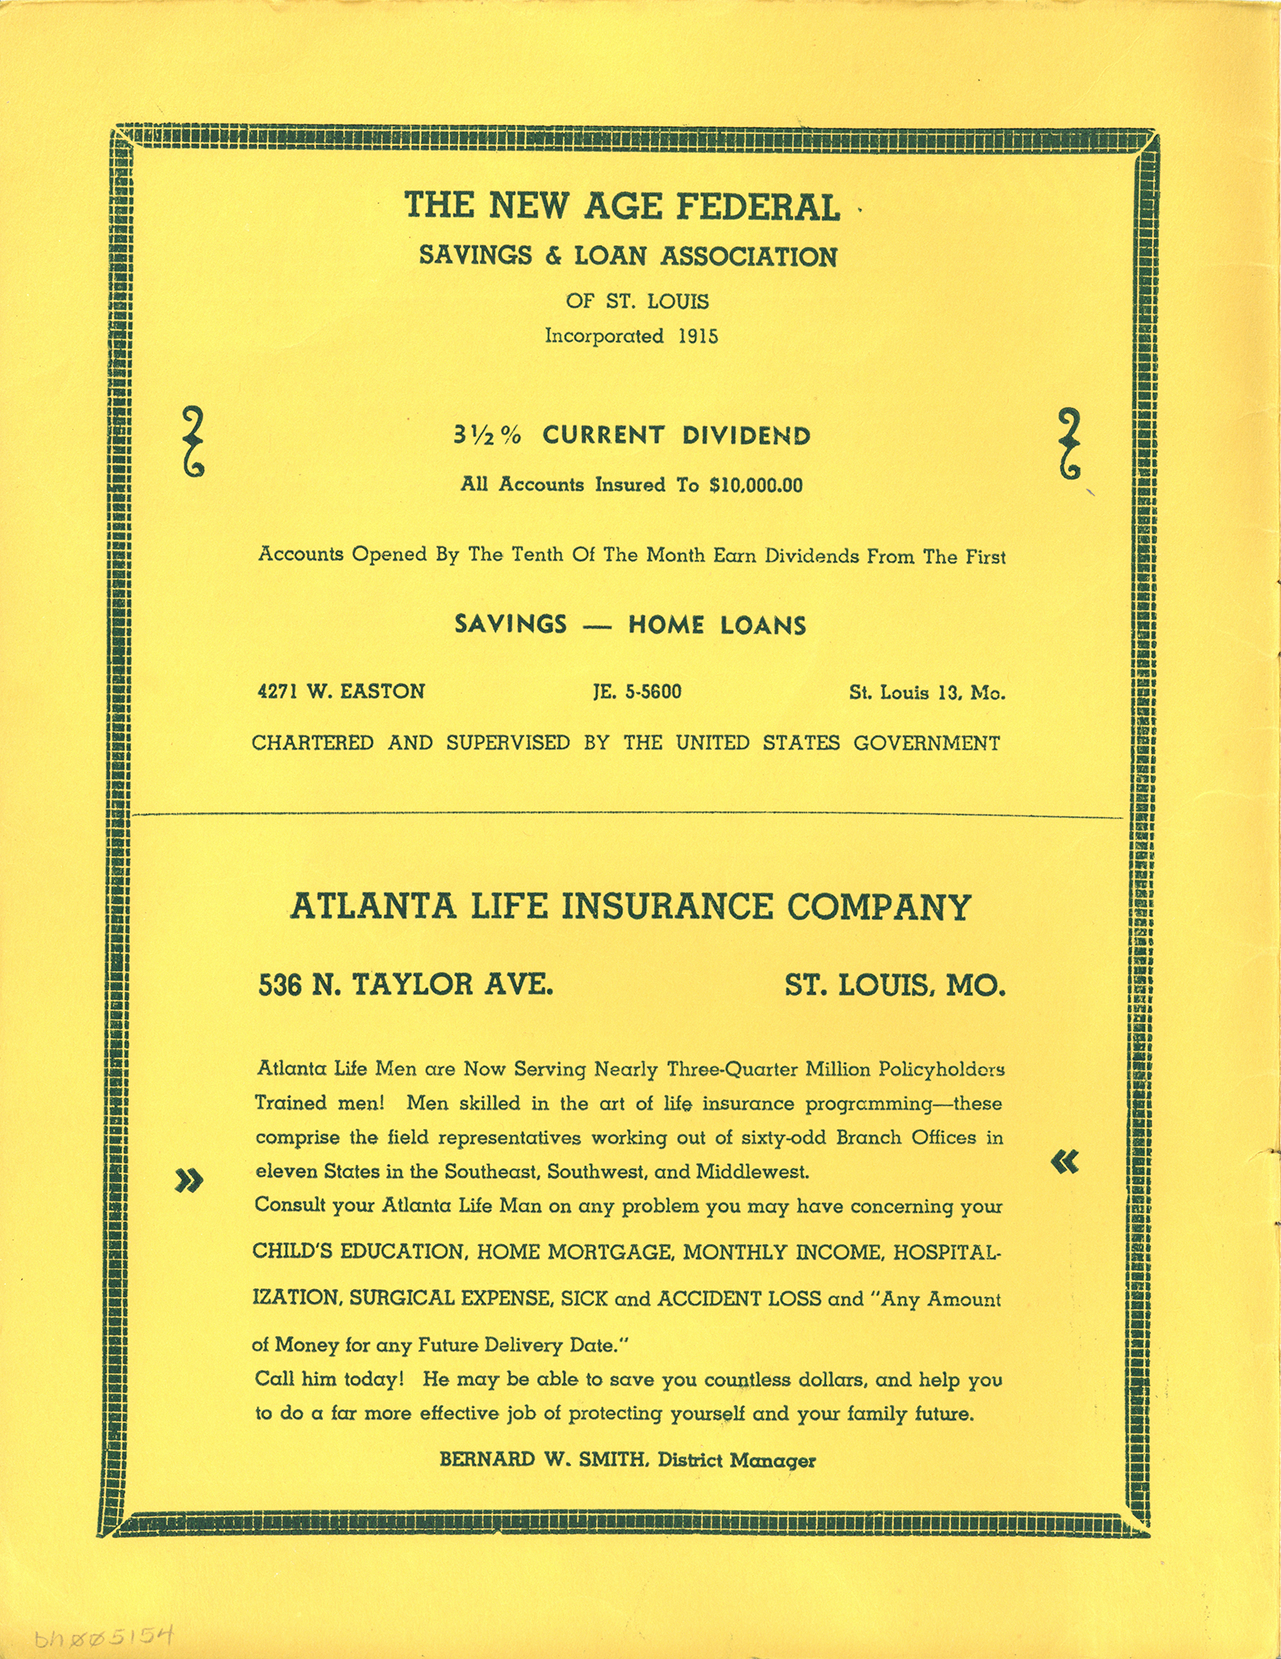 THE NEW AGE FEDERAL
SAVINGS & LOAN ASSOCIATION
OF ST. LOUIS
Incorporated 1915
3½% CURRENT DIVIDEND
All Accounts Insured To $10,000.00
Accounts Opened By The Tenth Of The Month Earn Dividends From The First
SAVINGS — HOME LOANS
4271 W. EASTON JE. 5-5600 St. Louis 13, Mo.
CHARTERED AND SUPERVISED BY THE UNITED STATES GOVERNMENT
ATLANTA LIFE INSURANCE COMPANY
536 N. TAYLOR AVE. ST. LOUIS, MO.
Atlanta Life Men are Now Serving Nearly Three-Quarter Million Policyholders
Trained men! Men skilled in the art of life insurance programming—these
comprise the field representatives working out of sixty-odd Branch Offices in
eleven States in the Southeast, Southwest, and Middlewest.
Consult your Atlanta Life Man on any problem you may have concerning your
CHILD'S EDUCATION, HOME MORTGAGE, MONTHLY INCOME, HOSPITAL-
IZATION, SURGICAL EXPENSE, SICK and ACCIDENT LOSS and "Any Amount
of Money for any Future Delivery Date."
Call him today! He may be able to save you countless dollars, and help you
to do a far more effective job of protecting yourself and your family future.
BERNARD W. SMITH, District Manager
bh005154